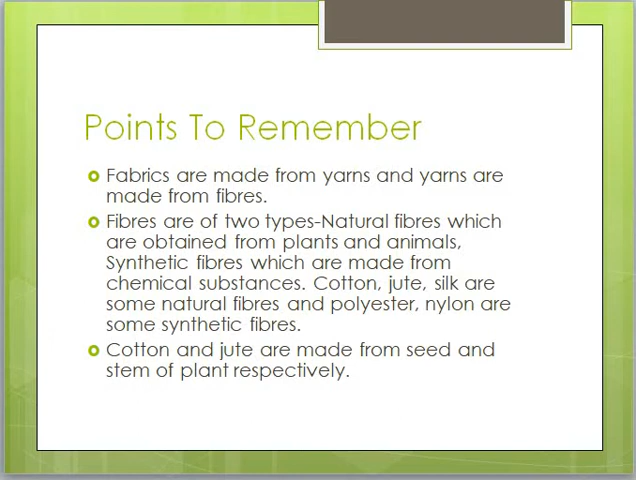 Points To Remember
Fabrics are made from yarns and yarns are
made from fibres.
Fibres are of two types-Natural fibres which
are obtained from plants and animals,
Synthetic fibres which are made from
chemical substances. Cotton, jute, silk are
some natural fibres and polyester, nylon are
some synthetic fibres.
Cotton and jute are made from seed and
stem of plant respectively.